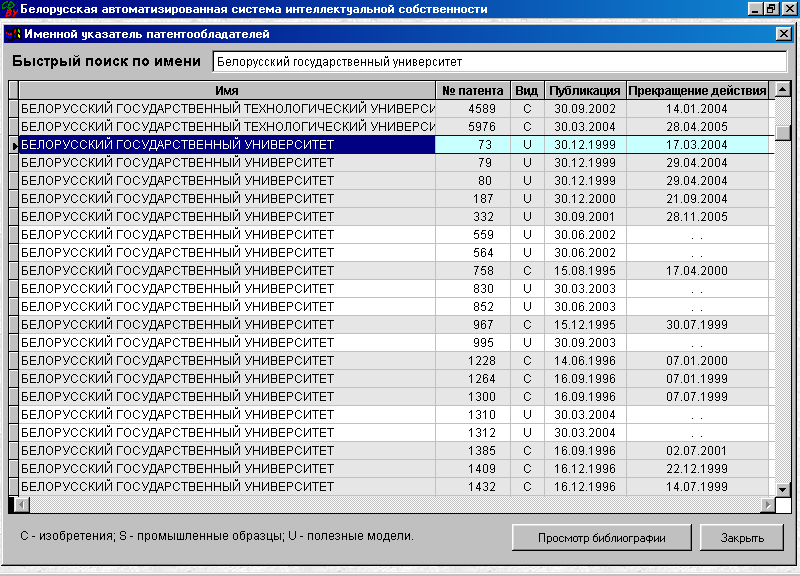 Белорусская автоматизированная система интеллектуальной собственности
Именной указатель патентообладателей
Быстрый поиск по имени Белорусский государственный университет
Имя № патента Вид Публикация Прекращение действия
БЕЛОРУССКИЙ ГОСУДАРСТВЕННЫЙ ТЕХНОЛОГИЧЕСКИЙ УНИВЕРСИ 4589 C 30.09.2002 14.01.2004
БЕЛОРУССКИЙ ГОСУДАРСТВЕННЫЙ ТЕХНОЛОГИЧЕСКИЙ УНИВЕРСИ 5976 C 30.03.2004 28.04.2005
БЕЛОРУССКИЙ ГОСУДАРСТВЕННЫЙ УНИВЕРСИТЕТ 73 U 30.12.1999 17.03.2004
БЕЛОРУССКИЙ ГОСУДАРСТВЕННЫЙ УНИВЕРСИТЕТ 79 U 30.12.1999 29.04.2004
БЕЛОРУССКИЙ ГОСУДАРСТВЕННЫЙ УНИВЕРСИТЕТ 80 U 30.12.1999 29.04.2004
БЕЛОРУССКИЙ ГОСУДАРСТВЕННЫЙ УНИВЕРСИТЕТ 187 U 30.12.2000 21.09.2004
БЕЛОРУССКИЙ ГОСУДАРСТВЕННЫЙ УНИВЕРСИТЕТ 332 U 30.09.2001 28.11.2005
БЕЛОРУССКИЙ ГОСУДАРСТВЕННЫЙ УНИВЕРСИТЕТ 559 U 30.06.2002 . .
БЕЛОРУССКИЙ ГОСУДАРСТВЕННЫЙ УНИВЕРСИТЕТ 564 U 30.06.2002 . .
БЕЛОРУССКИЙ ГОСУДАРСТВЕННЫЙ УНИВЕРСИТЕТ 758 C 15.08.1995 17.04.2000
БЕЛОРУССКИЙ ГОСУДАРСТВЕННЫЙ УНИВЕРСИТЕТ 830 U 30.03.2003 . .
БЕЛОРУССКИЙ ГОСУДАРСТВЕННЫЙ УНИВЕРСИТЕТ 852 U 30.06.2003 . .
БЕЛОРУССКИЙ ГОСУДАРСТВЕННЫЙ УНИВЕРСИТЕТ 967 C 15.12.1995 30.07.1999
БЕЛОРУССКИЙ ГОСУДАРСТВЕННЫЙ УНИВЕРСИТЕТ 995 U 30.09.2003 . .
БЕЛОРУССКИЙ ГОСУДАРСТВЕННЫЙ УНИВЕРСИТЕТ 1228 C 14.06.1996 07.01.2000
БЕЛОРУССКИЙ ГОСУДАРСТВЕННЫЙ УНИВЕРСИТЕТ 1264 C 16.09.1996 07.01.1999
БЕЛОРУССКИЙ ГОСУДАРСТВЕННЫЙ УНИВЕРСИТЕТ 1300 C 16.09.1996 07.07.1999
БЕЛОРУССКИЙ ГОСУДАРСТВЕННЫЙ УНИВЕРСИТЕТ 1310 U 30.03.2004 . .
БЕЛОРУССКИЙ ГОСУДАРСТВЕННЫЙ УНИВЕРСИТЕТ 1312 U 30.03.2004 . .
БЕЛОРУССКИЙ ГОСУДАРСТВЕННЫЙ УНИВЕРСИТЕТ 1385 C 16.09.1996 02.07.2001
БЕЛОРУССКИЙ ГОСУДАРСТВЕННЫЙ УНИВЕРСИТЕТ 1409 C 16.12.1996 22.12.1999
БЕЛОРУССКИЙ ГОСУДАРСТВЕННЫЙ УНИВЕРСИТЕТ 1432 C 16.12.1996 14.07.1999
C - изобретения; S - промышленные образцы; U - полезные модели. Просмотр библиографии Закрыть